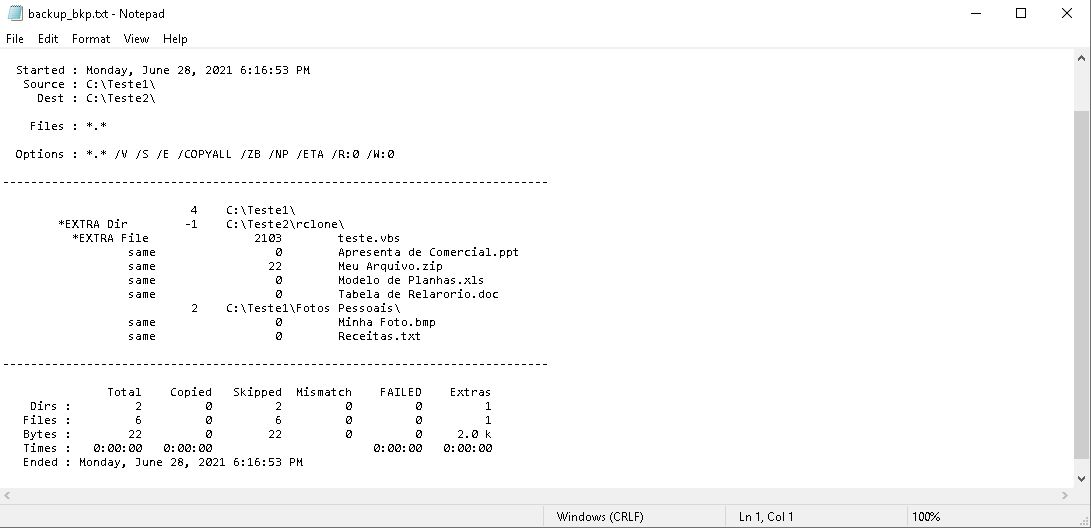 backup_bkp.txt - Notepad
File Edit Format View Help
Started : Monday, June 28, 2021 6:16:53 PM
Source : C:\Teste1\
Dest : C:\Teste2\
Files : *.*
Options : *.* /V /S /E /COPYALL /ZB /NP /ETA /R:0 /W:0
------------------------------------------------------------------------------
4 C:\Teste1\
*EXTRA Dir -1 C:\Teste2\rclone\
*EXTRA File 2103 teste.vbs
same 0 Apresenta de Comercial.ppt
same 22 Meu Arquivo.zip
same 0 Modelo de Planhas.xls
same 0 Tabela de Relarorio.doc
2 C:\Teste1\Fotos Pessoais\
same 0 Minha Foto.bmp
same 0 Receitas.txt
------------------------------------------------------------------------------
Total Copied Skipped Mismatch FAILED Extras
Dirs : 2 0 2 0 0 1
Files : 6 0 6 0 0 1
Bytes : 22 0 22 0 0 2.0 k
Times : 0:00:00 0:00:00 0:00:00 0:00:00
Ended : Monday, June 28, 2021 6:16:53 PM
Windows (CRLF) Ln 1, Col 1 100%